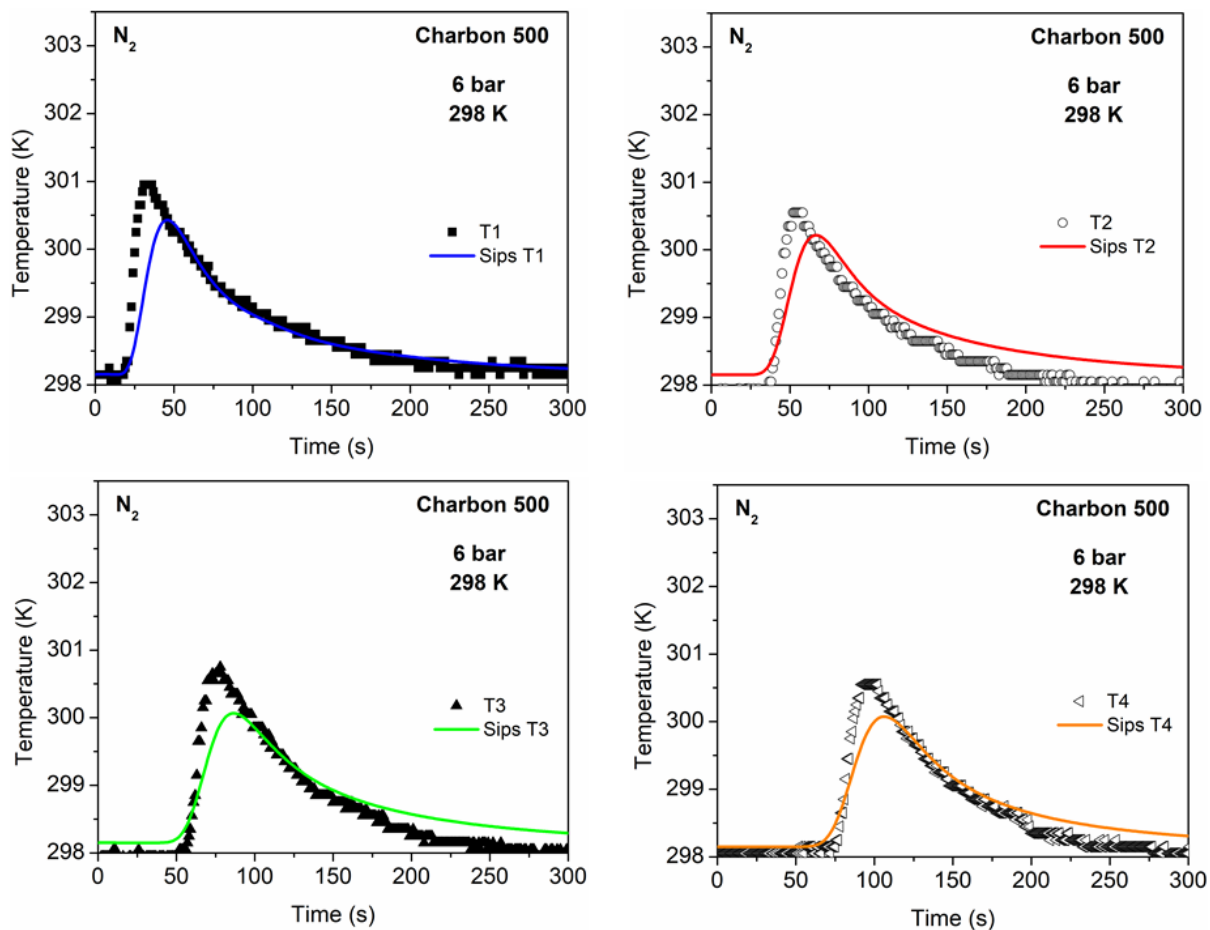 N₂
Charbon 500
6 bar
298 K
T1
Sips T1
Temperature (K)
303
302
301
300
299
298
0 50 100 150 200 250 300
Time (s)
N₂
Charbon 500
6 bar
298 K
T2
Sips T2
Temperature (K)
303
302
301
300
299
298
0 50 100 150 200 250 300
Time (s)
N₂
Charbon 500
6 bar
298 K
T3
Sips T3
Temperature (K)
303
302
301
300
299
298
0 50 100 150 200 250 300
Time (s)
N₂
Charbon 500
6 bar
298 K
T4
Sips T4
Temperature (K)
303
302
301
300
299
298
0 50 100 150 200 250 300
Time (s)